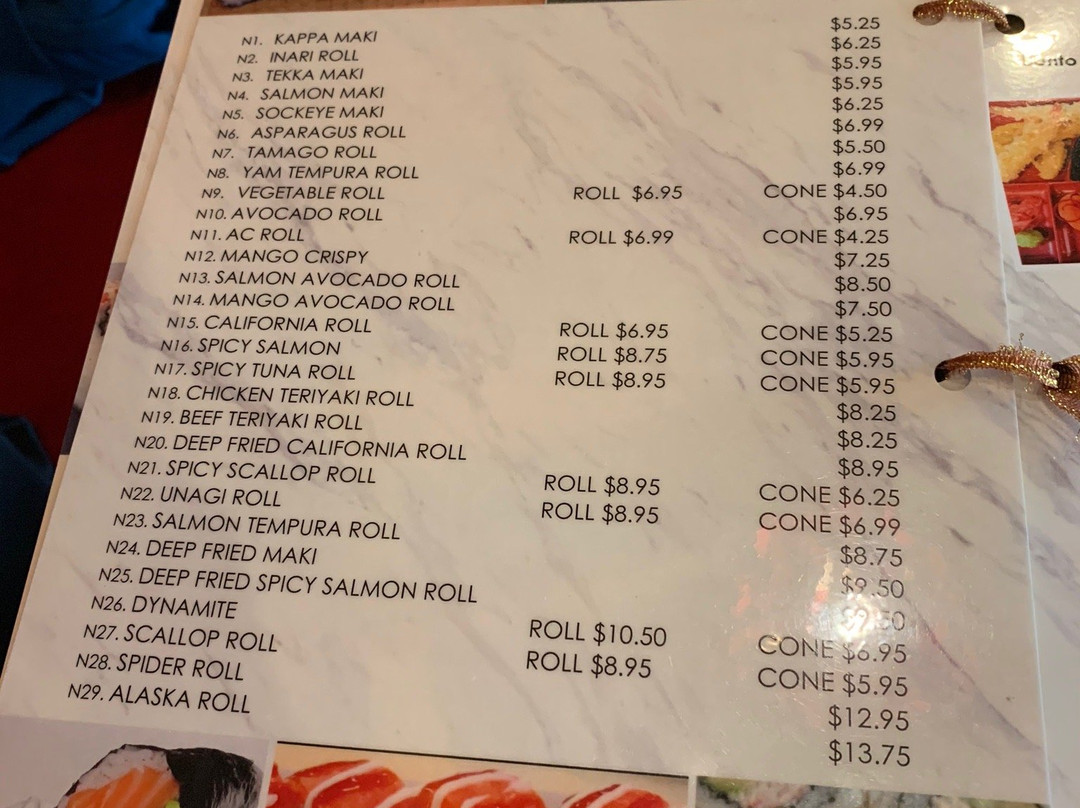 N1. KAPPA MAKI $5.25
N2. INARI ROLL $6.25
N3. TEKKA MAKI $5.95
N4. SALMON MAKI $5.95
N5. SOCKEYE MAKI $6.25
N6. ASPARAGUS ROLL $6.99
N7. TAMAGO ROLL $5.50
N8. YAM TEMPURA ROLL $6.99
N9. VEGETABLE ROLL ROLL $6.95 CONE $4.50
N10. AVOCADO ROLL $6.95
N11. AC ROLL ROLL $6.99 CONE $4.25
N12. MANGO CRISPY $7.25
N13. SALMON AVOCADO ROLL $8.50
N14. MANGO AVOCADO ROLL $7.50
N15. CALIFORNIA ROLL ROLL $6.95 CONE $5.25
N16. SPICY SALMON ROLL $8.75 CONE $5.95
N17. SPICY TUNA ROLL ROLL $8.95 CONE $5.95
N18. CHICKEN TERIYAKI ROLL $8.25
N19. BEEF TERIYAKI ROLL $8.25
N20. DEEP FRIED CALIFORNIA ROLL $8.95
N21. SPICY SCALLOP ROLL ROLL $8.95 CONE $6.25
N22. UNAGI ROLL ROLL $8.95 CONE $6.99
N23. SALMON TEMPURA ROLL $8.75
N24. DEEP FRIED MAKI $9.50
N25. DEEP FRIED SPICY SALMON ROLL $9.50
N26. DYNAMITE ROLL $10.50 CONE $6.95
N27. SCALLOP ROLL ROLL $8.95 CONE $5.95
N28. SPIDER ROLL $12.95
N29. ALASKA ROLL $13.75